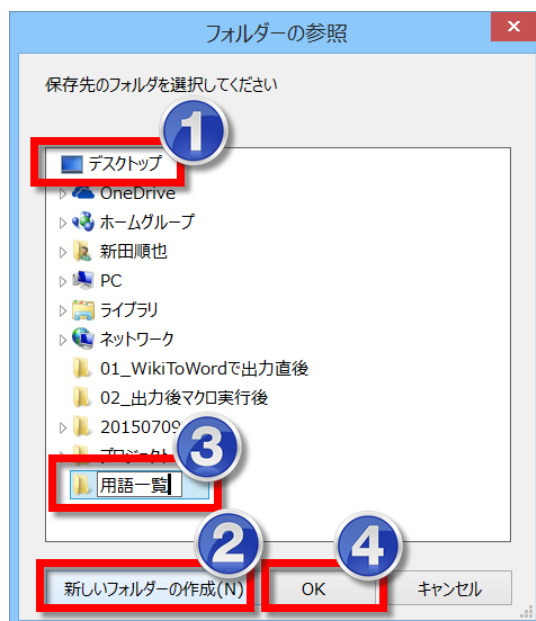 フォルダーの参照
x
保存先のフォルダを選択してください
1
デスクトップ
OneDrive
ホームグループ
新田順也
PC
ライブラリ
ネットワーク
01_WikiToWordで出力直後
02_出力後マクロ実行後
20150709
3
用語一覧
2
4
新しいフォルダーの作成(N)
OK
キャンセル